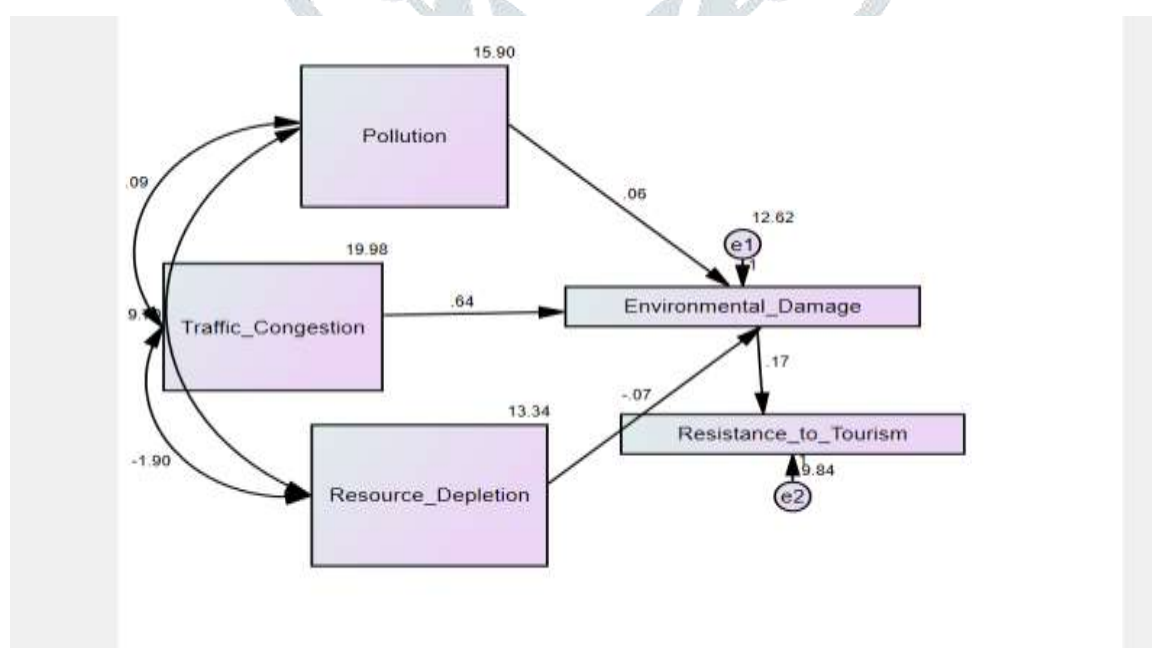 15.90
Pollution
.09
.06
12.62
e1
1
19.98
Traffic_Congestion
.64
Environmental_Damage
.17
-.07
13.34
Resistance_to_Tourism
-1.90
Resource_Depletion
9.84
e2